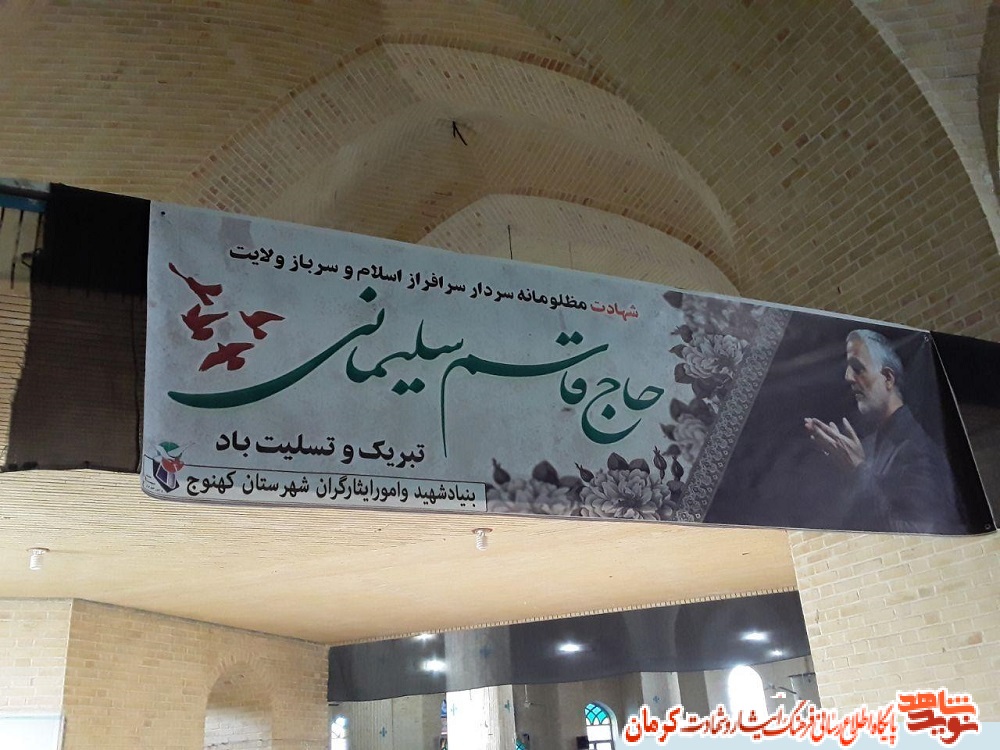 شهادت مظلومانه سردار سرافراز اسلام و سرباز ولایت
حاج قاسم سلیمانی
تبریک و تسلیت باد
بنیادشهید وامورایثارگران شهرستان کهنوج
نوید شاهد
پایگاه اطلاع رسانی فرهنگ ایثار و شهادت کرمان